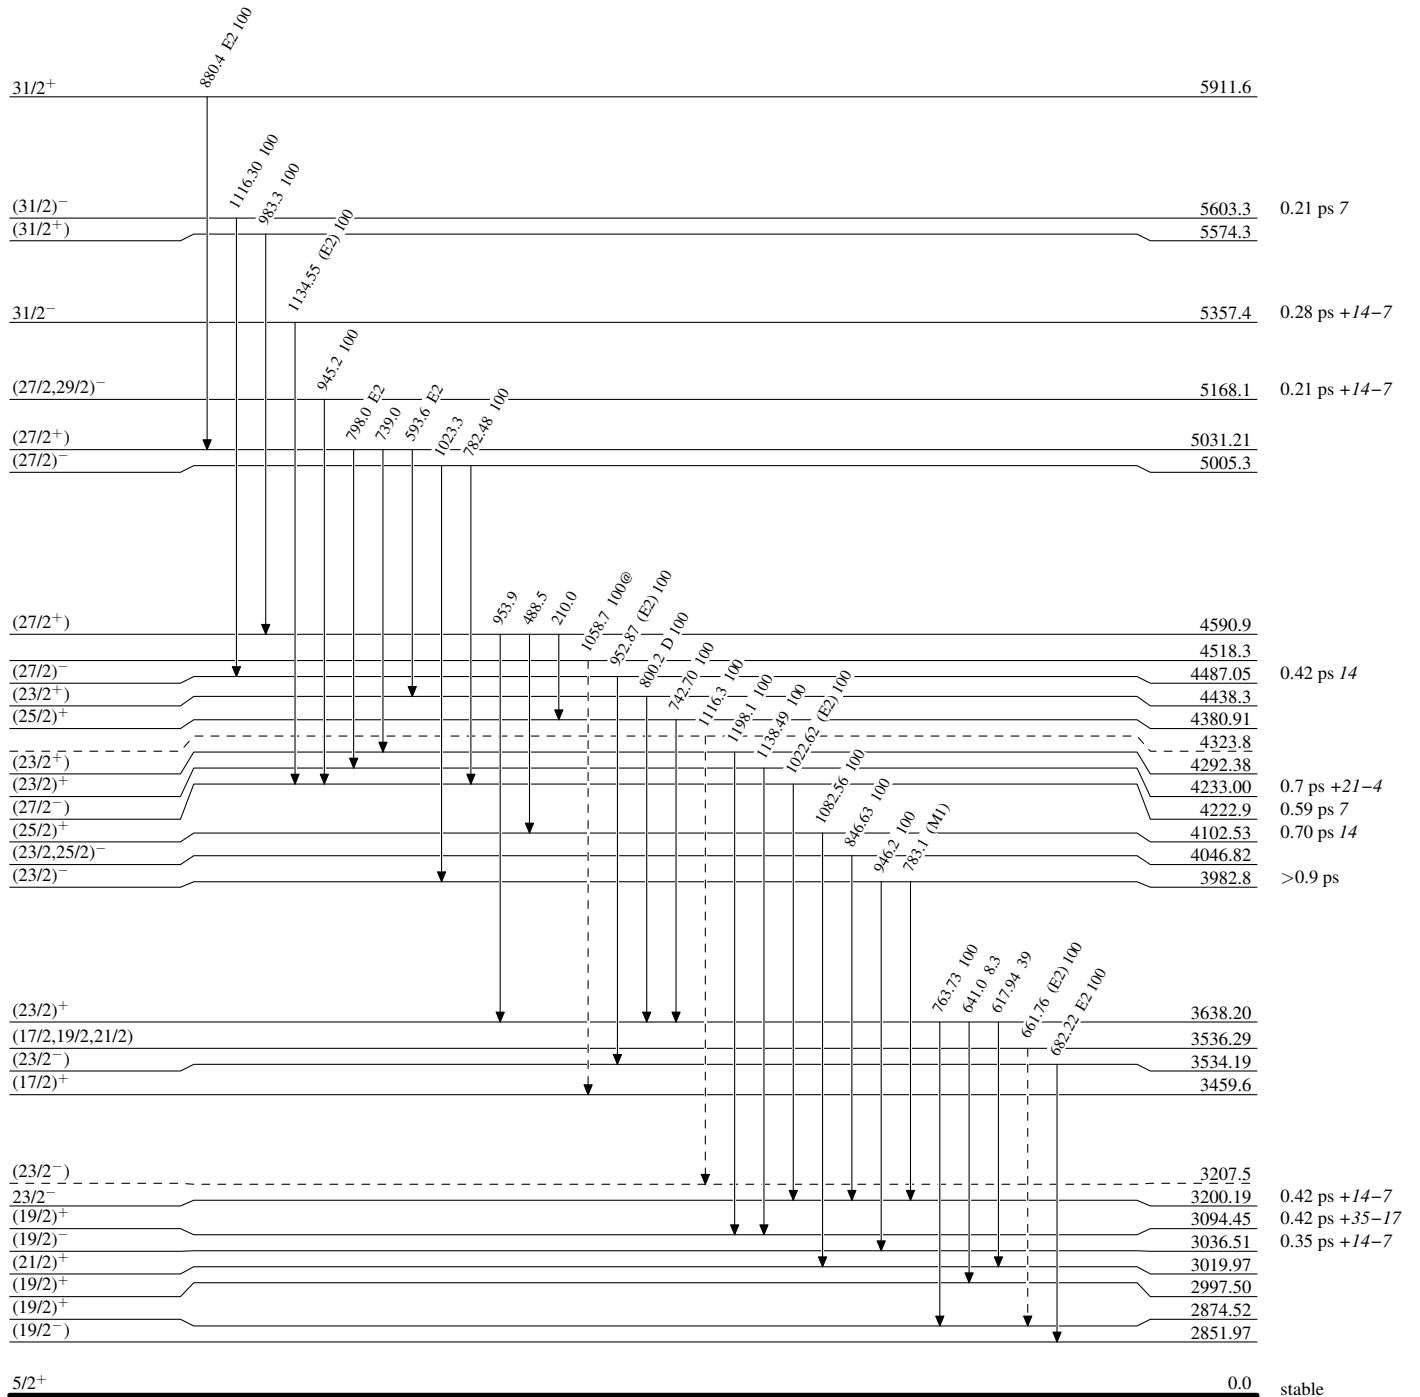 880.4 E2 100
31/2+ 5911.6
1116.30 100
983.3 100
(31/2)− 5603.3 0.21 ps 7
(31/2+) 5574.3
1134.55 (E2) 100
31/2− 5357.4 0.28 ps +14−7
945.2 100
(27/2,29/2)− 5168.1 0.21 ps +14−7
798.0 E2
739.0
593.6 E2
1023.3
782.48 100
(27/2+) 5031.21
(27/2)− 5005.3
953.9
488.5
210.0
1058.7 100@
952.87 (E2) 100
800.2 D 100
742.70 100
1116.3 100
1198.1 100
1138.49 100
1022.62 (E2) 100
(27/2+) 4590.9
4518.3
(27/2)− 4487.05 0.42 ps 14
(23/2+) 4438.3
(25/2)+ 4380.91
4323.8
(23/2+) 4292.38
(23/2)+ 4233.00 0.7 ps +21−4
(27/2−) 4222.9 0.59 ps 7
1082.56 100
846.63 100
946.2 100
783.1 (M1)
(25/2)+ 4102.53 0.70 ps 14
(23/2,25/2)− 4046.82
(23/2)− 3982.8 >0.9 ps
763.73 100
641.0 8.3
617.94 39
661.76 (E2) 100
682.22 E2 100
(23/2)+ 3638.20
(17/2,19/2,21/2) 3536.29
(23/2−) 3534.19
(17/2)+ 3459.6
(23/2−) 3207.5
23/2− 3200.19 0.42 ps +14−7
(19/2)+ 3094.45 0.42 ps +35−17
(19/2)− 3036.51 0.35 ps +14−7
(21/2)+ 3019.97
(19/2)+ 2997.50
(19/2)+ 2874.52
(19/2−) 2851.97
5/2+ 0.0 stable